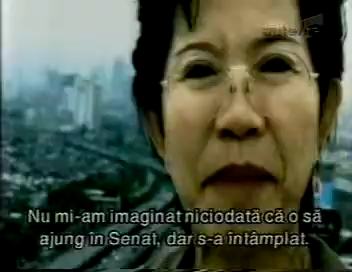 Nu mi-am imaginat niciodată că o să
ajung în Senat, dar s-a întâmplat.